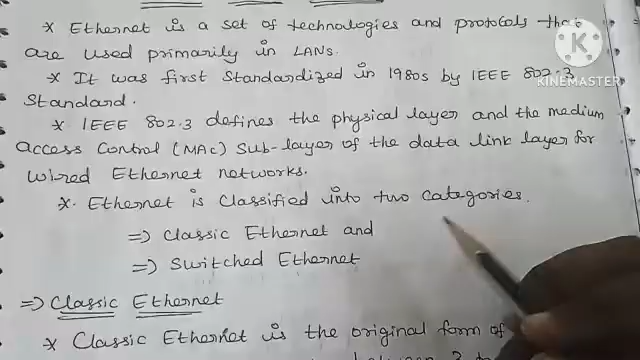 * Ethernet is a set of technologies and protocols that
are used primarily in LANs.
* It was first standardized in 1980s by IEEE 802.3
Standard.
* IEEE 802.3 defines the physical layer and the medium
access control (MAC) sub-layer of the data link layer for
wired Ethernet networks.
*. Ethernet is classified into two categories.
=> Classic Ethernet and
=> Switched Ethernet
=> Classic Ethernet
* Classic Ethernet is the original form of
K
KINEMASTER